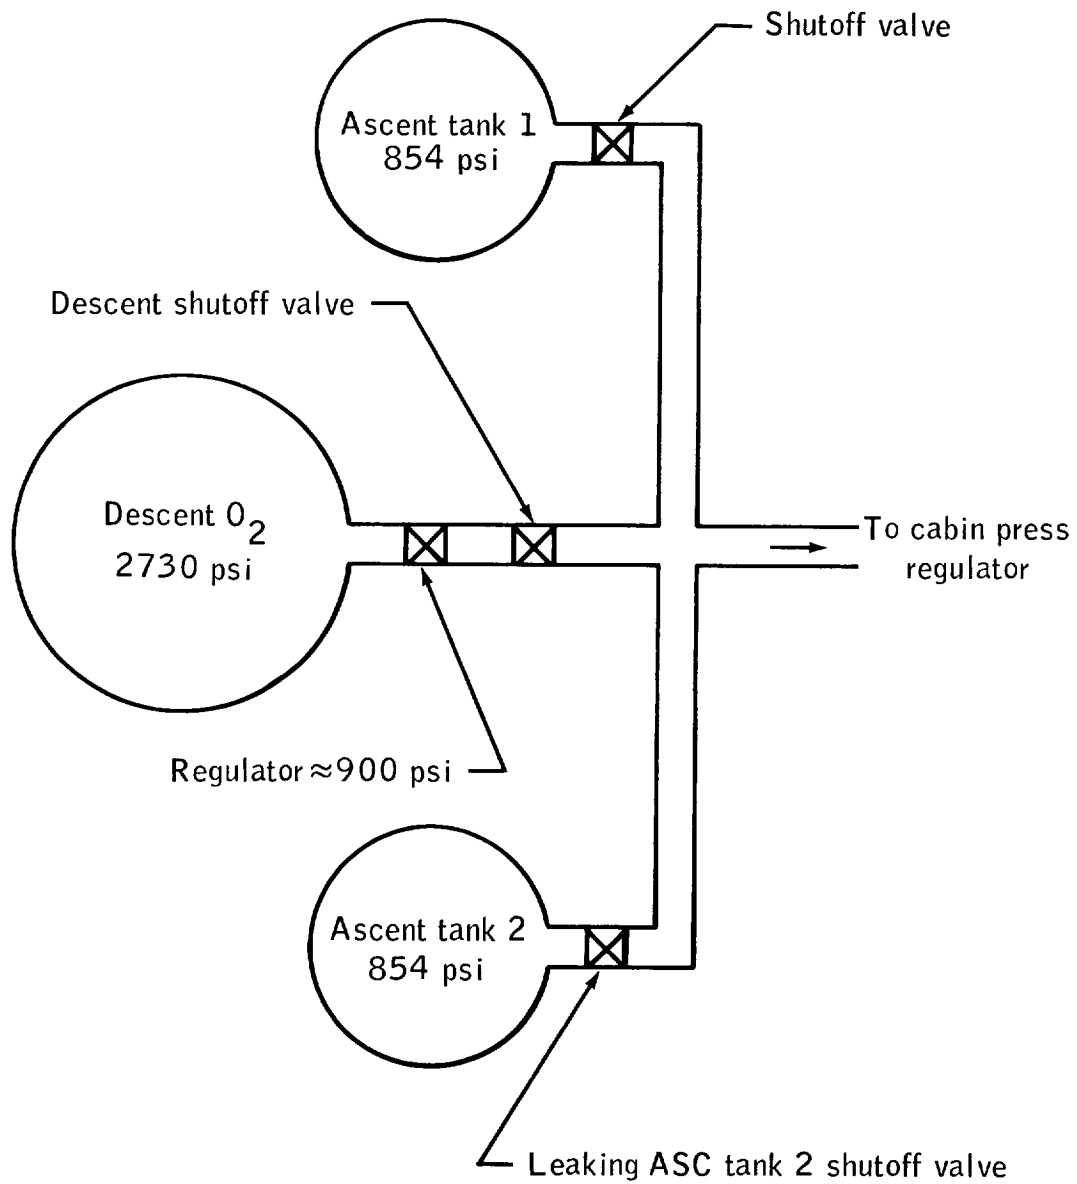 Shutoff valve
Ascent tank 1
854 psi
Descent shutoff valve
Descent O2
2730 psi
To cabin press
regulator
Regulator ≈900 psi
Ascent tank 2
854 psi
Leaking ASC tank 2 shutoff valve